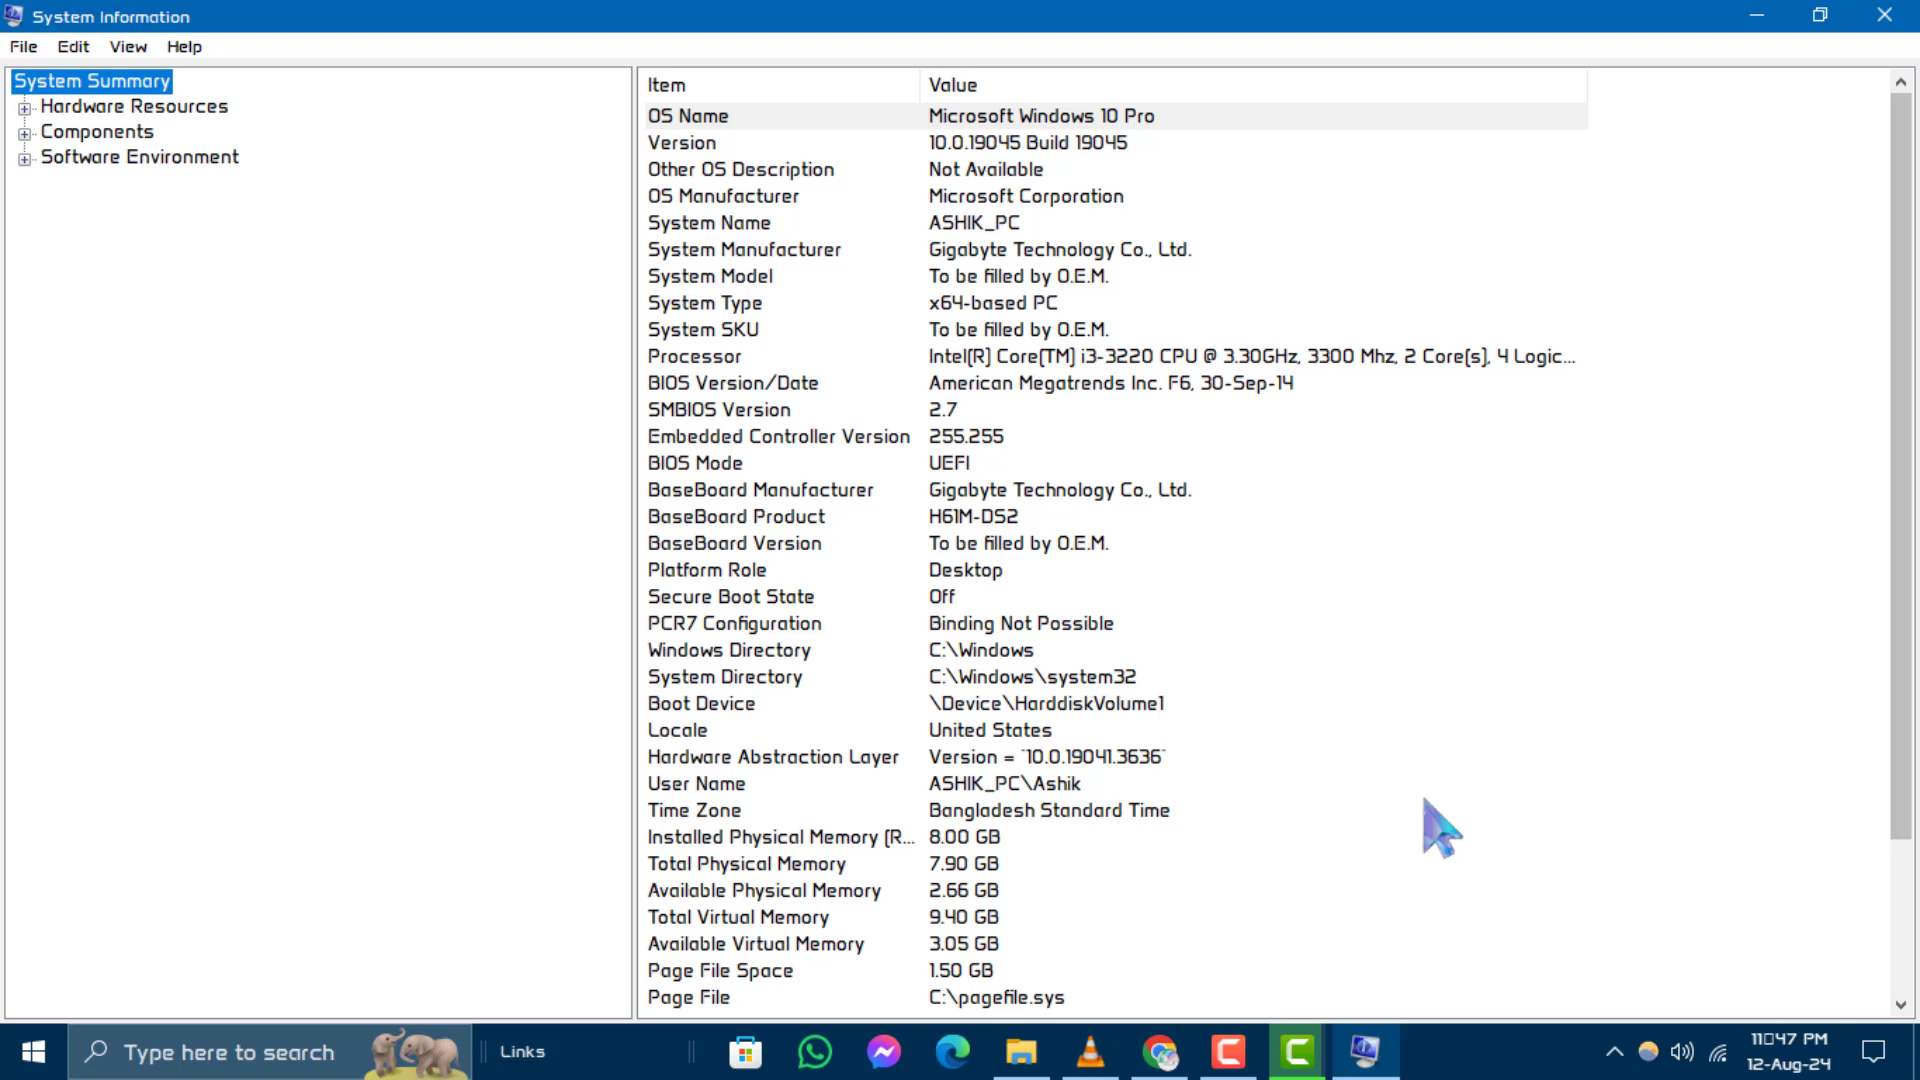 System Information
File Edit View Help
System Summary
Hardware Resources
Components
Software Environment
Item Value
OS Name Microsoft Windows 10 Pro
Version 10.0.19045 Build 19045
Other OS Description Not Available
OS Manufacturer Microsoft Corporation
System Name ASHIK_PC
System Manufacturer Gigabyte Technology Co., Ltd.
System Model To be filled by O.E.M.
System Type x64-based PC
System SKU To be filled by O.E.M.
Processor Intel(R) Core(TM) i3-3220 CPU @ 3.30GHz, 3300 Mhz, 2 Core(s), 4 Logic...
BIOS Version/Date American Megatrends Inc. F6, 30-Sep-14
SMBIOS Version 2.7
Embedded Controller Version 255.255
BIOS Mode UEFI
BaseBoard Manufacturer Gigabyte Technology Co., Ltd.
BaseBoard Product H61M-DS2
BaseBoard Version To be filled by O.E.M.
Platform Role Desktop
Secure Boot State Off
PCR7 Configuration Binding Not Possible
Windows Directory C:\Windows
System Directory C:\Windows\system32
Boot Device \Device\HarddiskVolume1
Locale United States
Hardware Abstraction Layer Version = "10.0.19041.3636"
User Name ASHIK_PC\Ashik
Time Zone Bangladesh Standard Time
Installed Physical Memory (R... 8.00 GB
Total Physical Memory 7.90 GB
Available Physical Memory 2.66 GB
Total Virtual Memory 9.40 GB
Available Virtual Memory 3.05 GB
Page File Space 1.50 GB
Page File C:\pagefile.sys
Type here to search Links
11□47 PM
12-Aug-24